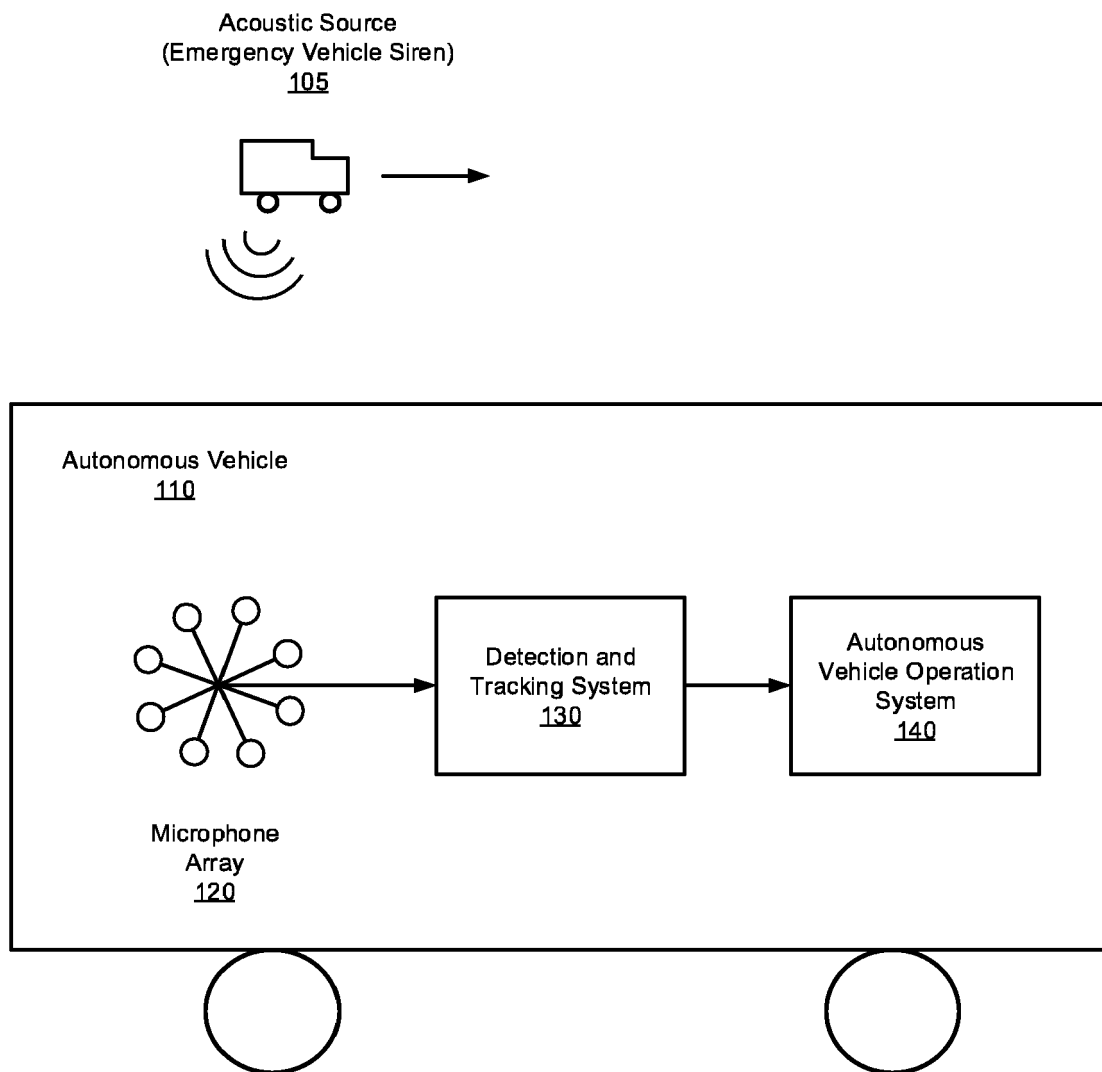 Acoustic Source
(Emergency Vehicle Siren)
105
Autonomous Vehicle
110
Microphone
Array
120
Detection and
Tracking System
130
Autonomous
Vehicle Operation
System
140